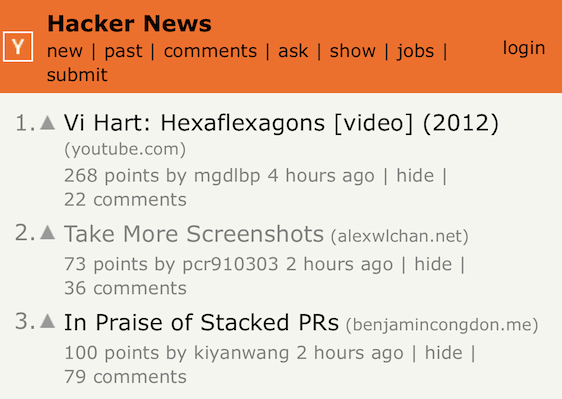 Y
Hacker News
new | past | comments | ask | show | jobs |
submit
login
1. Vi Hart: Hexaflexagons [video] (2012)
(youtube.com)
268 points by mgdlbp 4 hours ago | hide |
22 comments
2. Take More Screenshots (alexwlchan.net)
73 points by pcr910303 2 hours ago | hide |
36 comments
3. In Praise of Stacked PRs (benjamincongdon.me)
100 points by kiyanwang 2 hours ago | hide |
79 comments